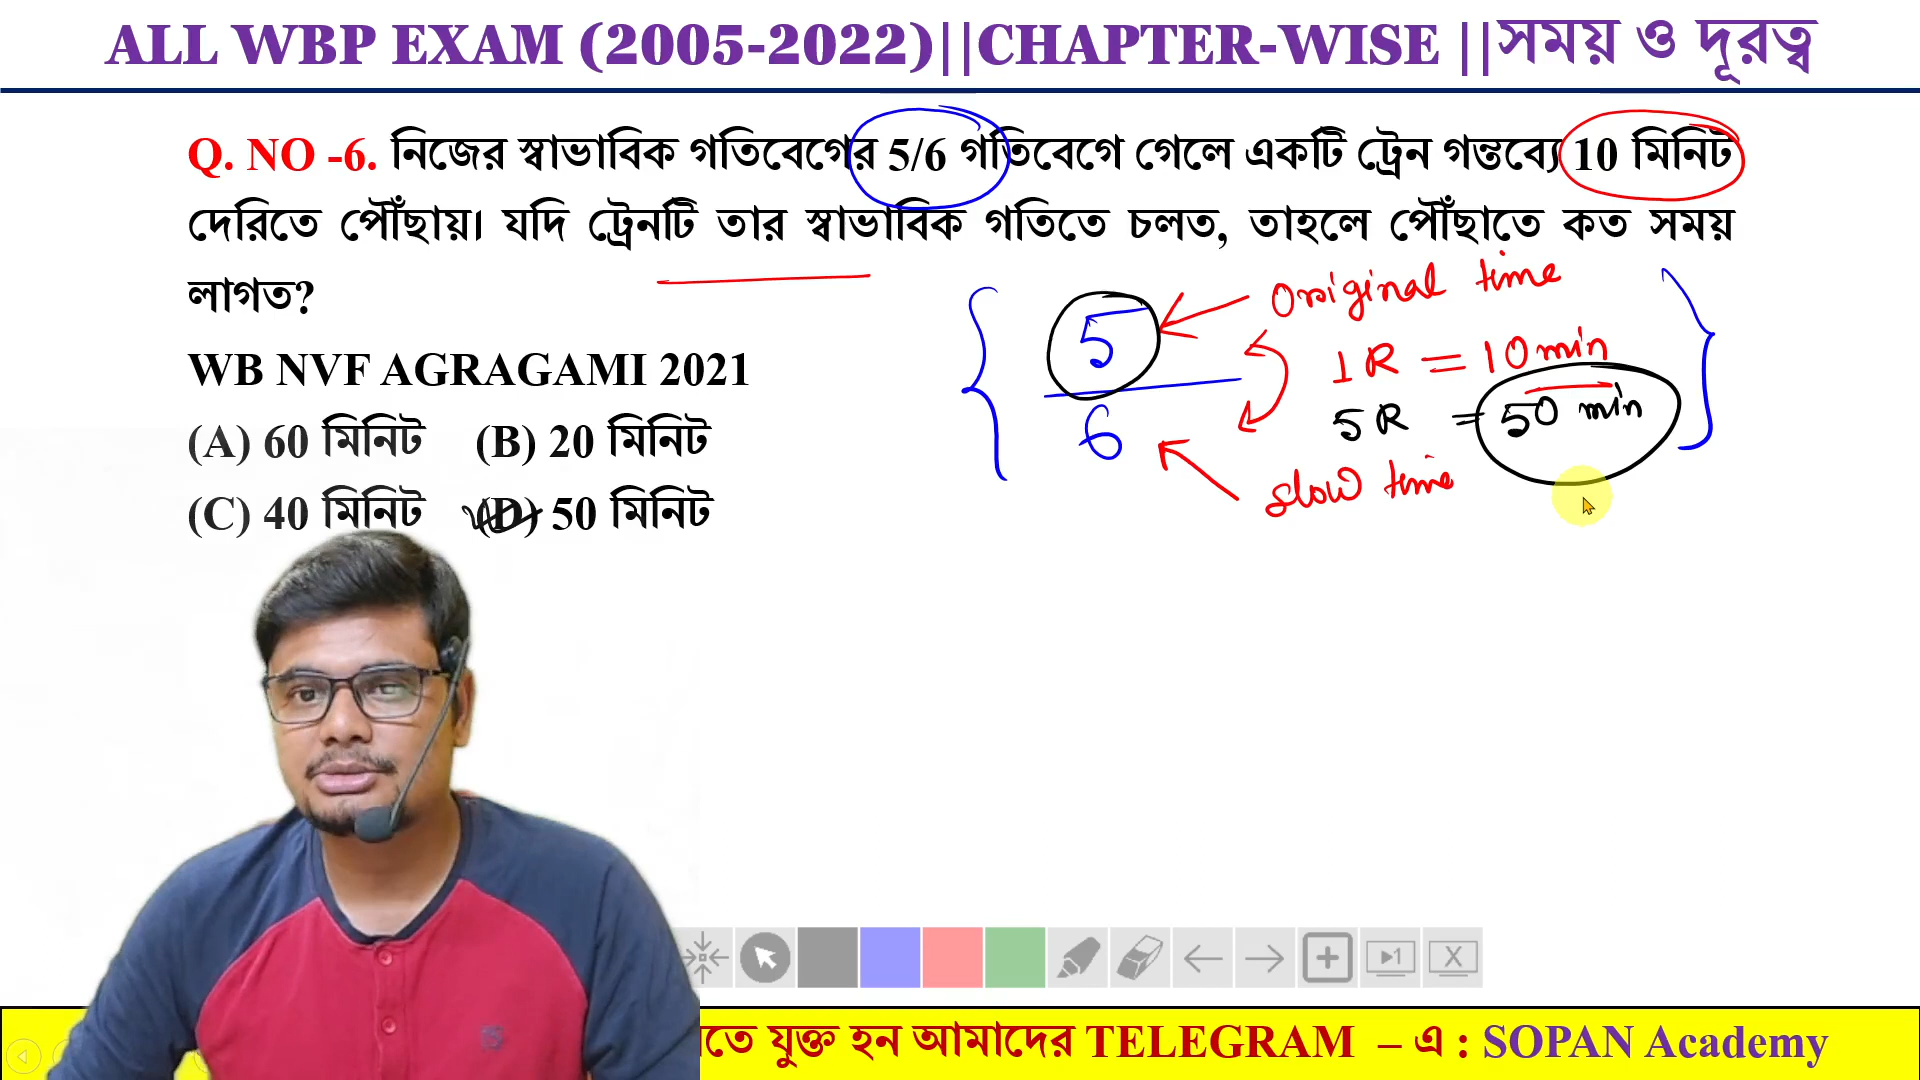 ALL WBP EXAM (2005-2022)||CHAPTER-WISE ||সময় ও দূরত্ব
Q. NO -6. নিজের স্বাভাবিক গতিবেগের 5/6 গতিবেগে গেলে একটি ট্রেন গন্তব্যে 10 মিনিট
দেরিতে পৌঁছায়। যদি ট্রেনটি তার স্বাভাবিক গতিতে চলত, তাহলে পৌঁছাতে কত সময়
লাগত?
WB NVF AGRAGAMI 2021
(A) 60 মিনিট (B) 20 মিনিট
(C) 40 মিনিট (D) 50 মিনিট
5
6
Original time
1R = 10 min
5R = 50 min
slow time
তে যুক্ত হন আমাদের TELEGRAM – এ : SOPAN Academy